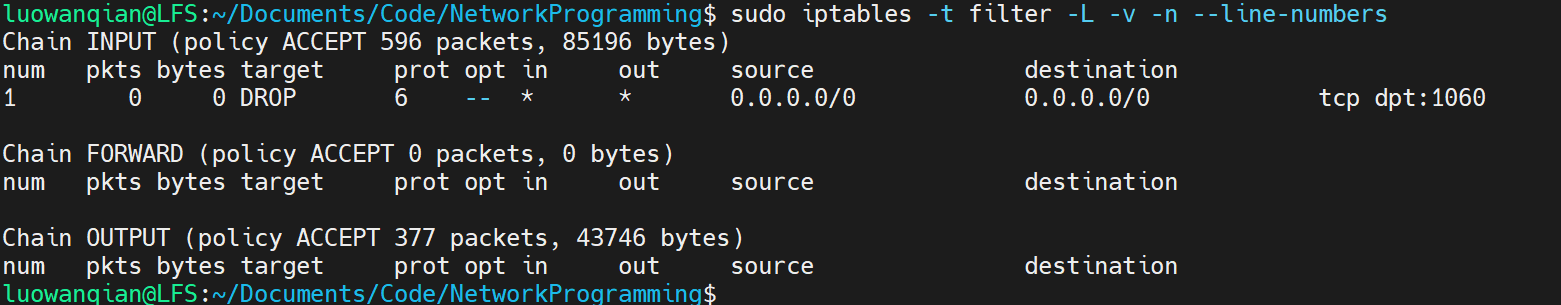 luowanqian@LFS:~/Documents/Code/NetworkProgramming$ sudo iptables -t filter -L -v -n --line-numbers
Chain INPUT (policy ACCEPT 596 packets, 85196 bytes)
num   pkts bytes target     prot opt in     out     source               destination
1        0     0 DROP       6    --  *      *       0.0.0.0/0            0.0.0.0/0            tcp dpt:1060

Chain FORWARD (policy ACCEPT 0 packets, 0 bytes)
num   pkts bytes target     prot opt in     out     source               destination

Chain OUTPUT (policy ACCEPT 377 packets, 43746 bytes)
num   pkts bytes target     prot opt in     out     source               destination
luowanqian@LFS:~/Documents/Code/NetworkProgramming$